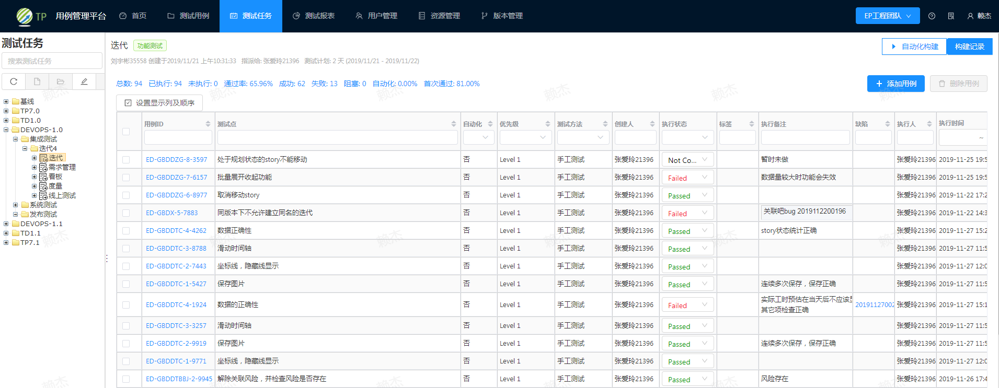 TP 用例管理平台 首页 测试用例 测试任务 测试报表 用户管理 资源管理 版本管理 EP工程团队 赖杰
测试任务
搜索测试任务
基线
TP7.0
TD1.0
DEVOPS-1.0
集成测试
迭代4
迭代
需求管理
看板
度量
线上测试
系统测试
发布测试
DEVOPS-1.1
TD1.1
TP7.1
迭代 功能测试 自动化构建 构建记录
刘宇彬35558 创建于2019/11/21 上午10:31:33 指派给: 张爱玲21396 测试计划: 2 天 (2019/11/21 - 2019/11/22)
总数: 94 已执行: 94 未执行: 0 通过率: 65.96% 成功: 62 失败: 13 阻塞: 0 自动化: 0.00% 首次通过: 81.00% 添加用例 删除用例
设置显示列及顺序
用例ID 测试点 自动化 优先级 测试方法 创建人 执行状态 标签 执行备注 缺陷 执行人 执行时间
~
ED-GBDDZG-8-3597 处于规划状态的story不能移动 否 Level 1 手工测试 张爱玲21396 Not Co... 暂时未做 张爱玲21396 2019-11-25 19:5
ED-GBDDZG-7-6157 批量展开收起功能 否 Level 1 手工测试 张爱玲21396 Failed 数据量较大时功能会失效 张爱玲21396 2019-11-25 19:5
ED-GBDDZG-6-8977 取消移动story 否 Level 1 手工测试 张爱玲21396 Passed 张爱玲21396 2019-11-22 17:2
ED-GBDX-5-7883 同版本下不允许建立同名的迭代 否 Level 1 手工测试 张爱玲21396 Failed 关联吧bug 2019112200196 张爱玲21396 2019-11-22 14:3
ED-GBDDTC-4-4262 数据正确性 否 Level 1 手工测试 张爱玲21396 Passed story状态统计正确 张爱玲21396 2019-11-27 15:2
ED-GBDDTC-3-8788 滑动时间轴 否 Level 1 手工测试 张爱玲21396 Passed 张爱玲21396 2019-11-27 11:5
ED-GBDDTC-2-7443 坐标线，隐藏线显示 否 Level 1 手工测试 张爱玲21396 Passed 张爱玲21396 2019-11-27 12:0
ED-GBDDTC-1-5427 保存图片 否 Level 1 手工测试 张爱玲21396 Passed 连续多次保存，保存正确 张爱玲21396 2019-11-27 11:5
ED-GBDDTC-4-1924 数据的正确性 否 Level 1 手工测试 张爱玲21396 Failed 实际工时预估在当天后不应该显 20191127002 张爱玲21396 2019-11-27 15:1
其它项检查正确
ED-GBDDTC-3-3257 滑动时间轴 否 Level 1 手工测试 张爱玲21396 Passed 张爱玲21396 2019-11-27 11:5
ED-GBDDTC-2-9919 保存图片 否 Level 1 手工测试 张爱玲21396 Passed 连续多次保存，保存正确 张爱玲21396 2019-11-27 11:5
ED-GBDDTC-1-9771 坐标线，隐藏线显示 否 Level 1 手工测试 张爱玲21396 Passed 张爱玲21396 2019-11-27 12:0
ED-GBDDTBBJ-2-9945 解除关联风险，并检查风险是否存在 否 Level 1 手工测试 张爱玲21396 Passed 风险存在 张爱玲21396 2019-11-26 17:4